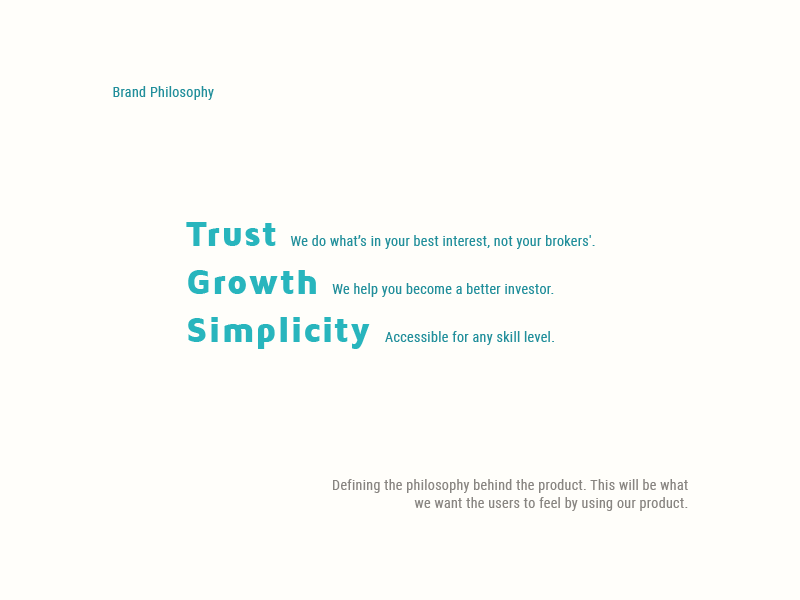 Brand Philosophy
Trust We do what’s in your best interest, not your brokers'.
Growth We help you become a better investor.
Simplicity Accessible for any skill level.
Defining the philosophy behind the product. This will be what
we want the users to feel by using our product.